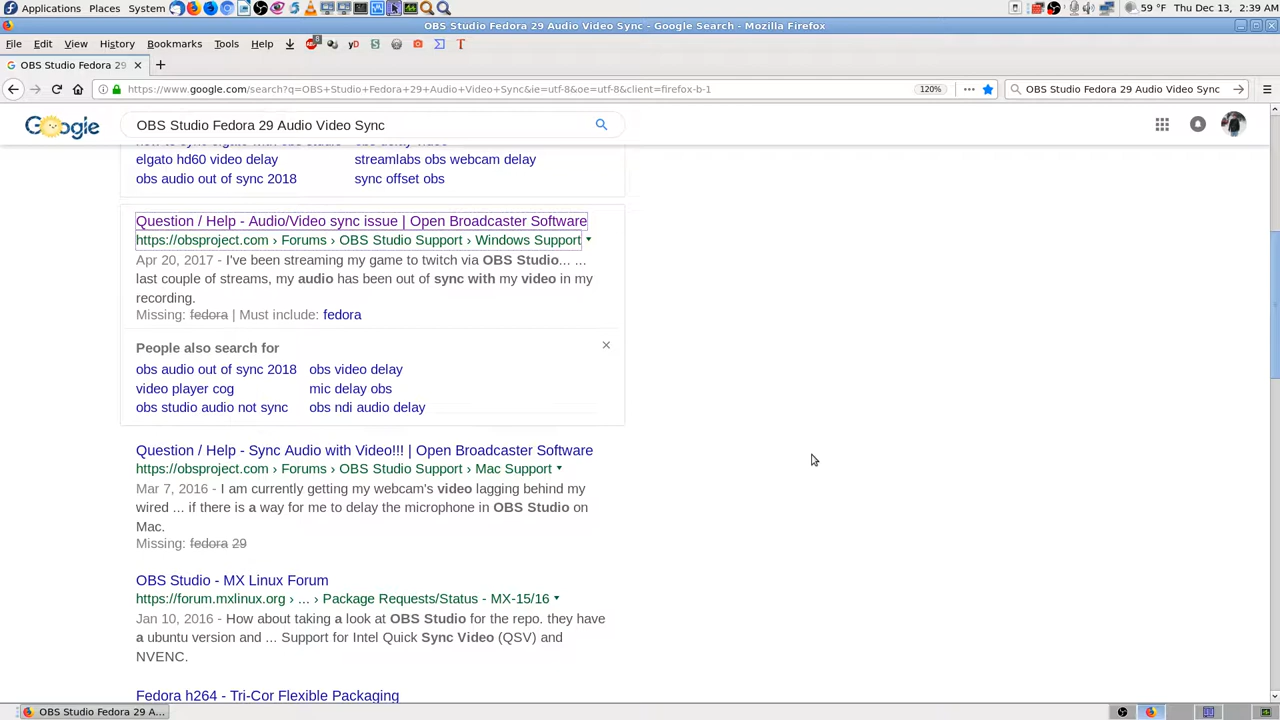 Applications Places System 59 °F Thu Dec 13, 2:39 AM
OBS Studio Fedora 29 Audio Video Sync - Google Search - Mozilla Firefox
File Edit View History Bookmarks Tools Help
OBS Studio Fedora 29
https://www.google.com/search?q=OBS+Studio+Fedora+29+Audio+Video+Sync&ie=utf-8&oe=utf-8&client=firefox-b-1 120% OBS Studio Fedora 29 Audio Video Sync
Google OBS Studio Fedora 29 Audio Video Sync
elgato hd60 video delay streamlabs obs webcam delay
obs audio out of sync 2018 sync offset obs
Question / Help - Audio/Video sync issue | Open Broadcaster Software
https://obsproject.com › Forums › OBS Studio Support › Windows Support
Apr 20, 2017 - I've been streaming my game to twitch via OBS Studio... ...
last couple of streams, my audio has been out of sync with my video in my
recording.
Missing: fedora | Must include: fedora
People also search for
obs audio out of sync 2018 obs video delay
video player cog mic delay obs
obs studio audio not sync obs ndi audio delay
Question / Help - Sync Audio with Video!!! | Open Broadcaster Software
https://obsproject.com › Forums › OBS Studio Support › Mac Support
Mar 7, 2016 - I am currently getting my webcam's video lagging behind my
wired ... if there is a way for me to delay the microphone in OBS Studio on
Mac.
Missing: fedora 29
OBS Studio - MX Linux Forum
https://forum.mxlinux.org › ... › Package Requests/Status - MX-15/16
Jan 10, 2016 - How about taking a look at OBS Studio for the repo. they have
a ubuntu version and ... Support for Intel Quick Sync Video (QSV) and
NVENC.
Fedora h264 - Tri-Cor Flexible Packaging
OBS Studio Fedora 29 A...